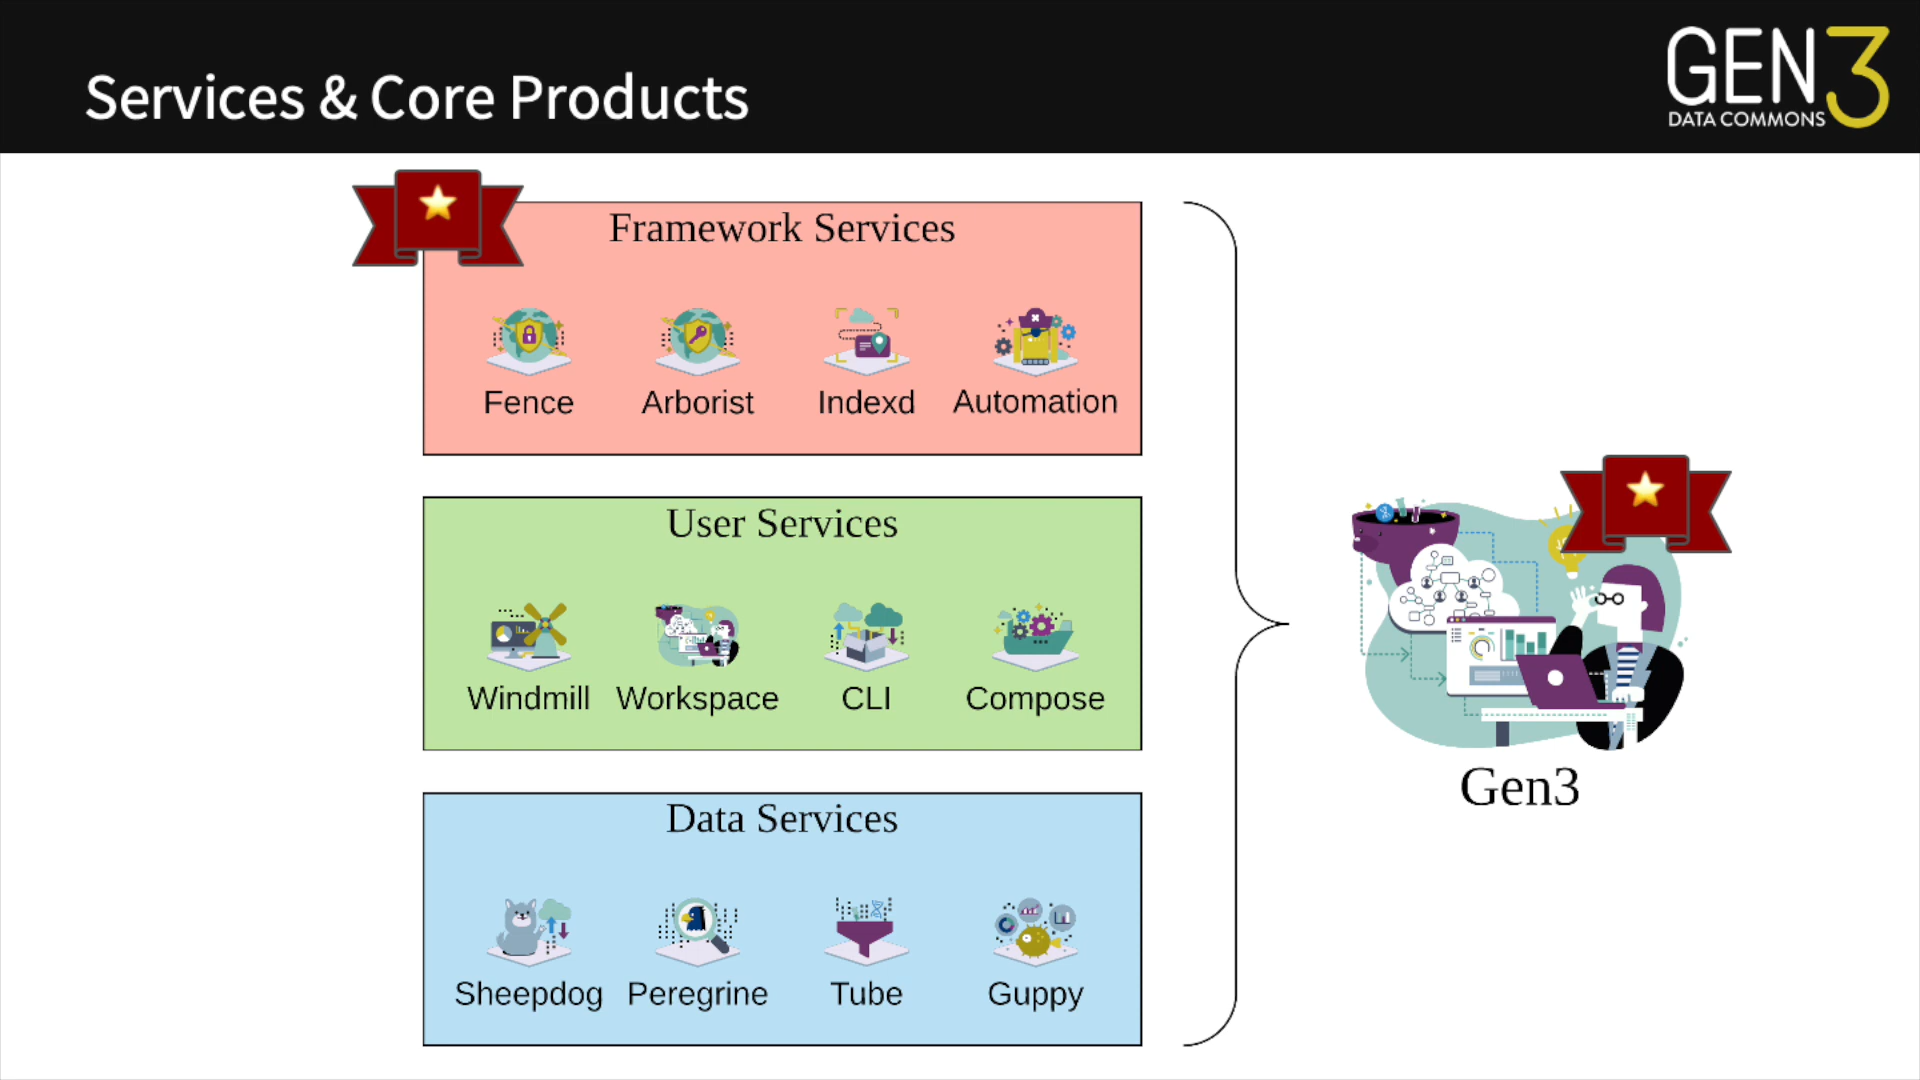 Services & Core Products
GEN3
DATA COMMONS
Framework Services
Fence
Arborist
Indexd
Automation
User Services
Windmill
Workspace
CLI
Compose
Data Services
Sheepdog
Peregrine
Tube
Guppy
Gen3